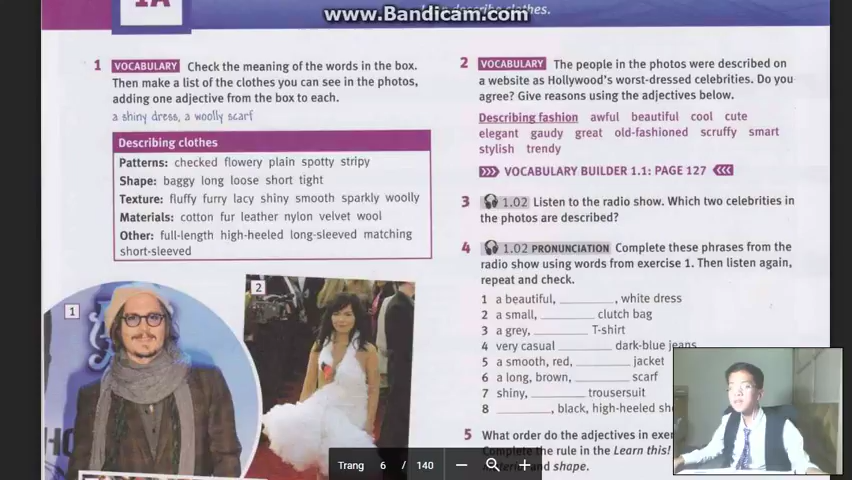 www.Bandicam.com
1A
clothes.
1 VOCABULARY Check the meaning of the words in the box.
Then make a list of the clothes you can see in the photos,
adding one adjective from the box to each.
a shiny dress, a woolly scarf
Describing clothes
Patterns: checked flowery plain spotty stripy
Shape: baggy long loose short tight
Texture: fluffy furry lacy shiny smooth sparkly woolly
Materials: cotton fur leather nylon velvet wool
Other: full-length high-heeled long-sleeved matching
short-sleeved
1
2
2 VOCABULARY The people in the photos were described on
a website as Hollywood's worst-dressed celebrities. Do you
agree? Give reasons using the adjectives below.
Describing fashion awful beautiful cool cute
elegant gaudy great old-fashioned scruffy smart
stylish trendy
VOCABULARY BUILDER 1.1: PAGE 127
3 1.02 Listen to the radio show. Which two celebrities in
the photos are described?
4 1.02 PRONUNCIATION Complete these phrases from the
radio show using words from exercise 1. Then listen again,
repeat and check.
1 a beautiful, ________, white dress
2 a small, ________ clutch bag
3 a grey, ________ T-shirt
4 very casual ________ dark-blue jeans
5 a smooth, red, ________ jacket
6 a long, brown, ________ scarf
7 shiny, ________ trousersuit
8 ________, black, high-heeled sh
5 What order do the adjectives in exer
Complete the rule in the Learn this!
material and shape.
Trang 6 / 140